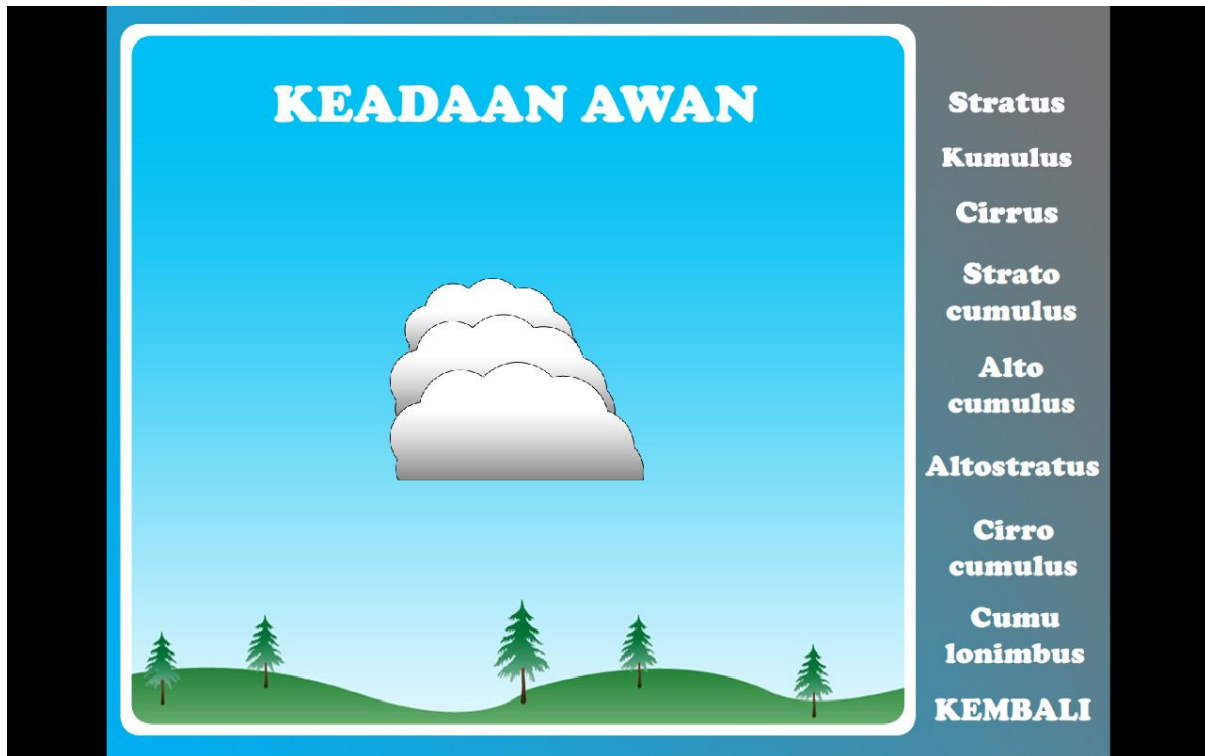 KEADAAN AWAN
Stratus
Kumulus
Cirrus
Strato
cumulus
Alto
cumulus
Altostratus
Cirro
cumulus
Cumu
lonimbus
KEMBALI